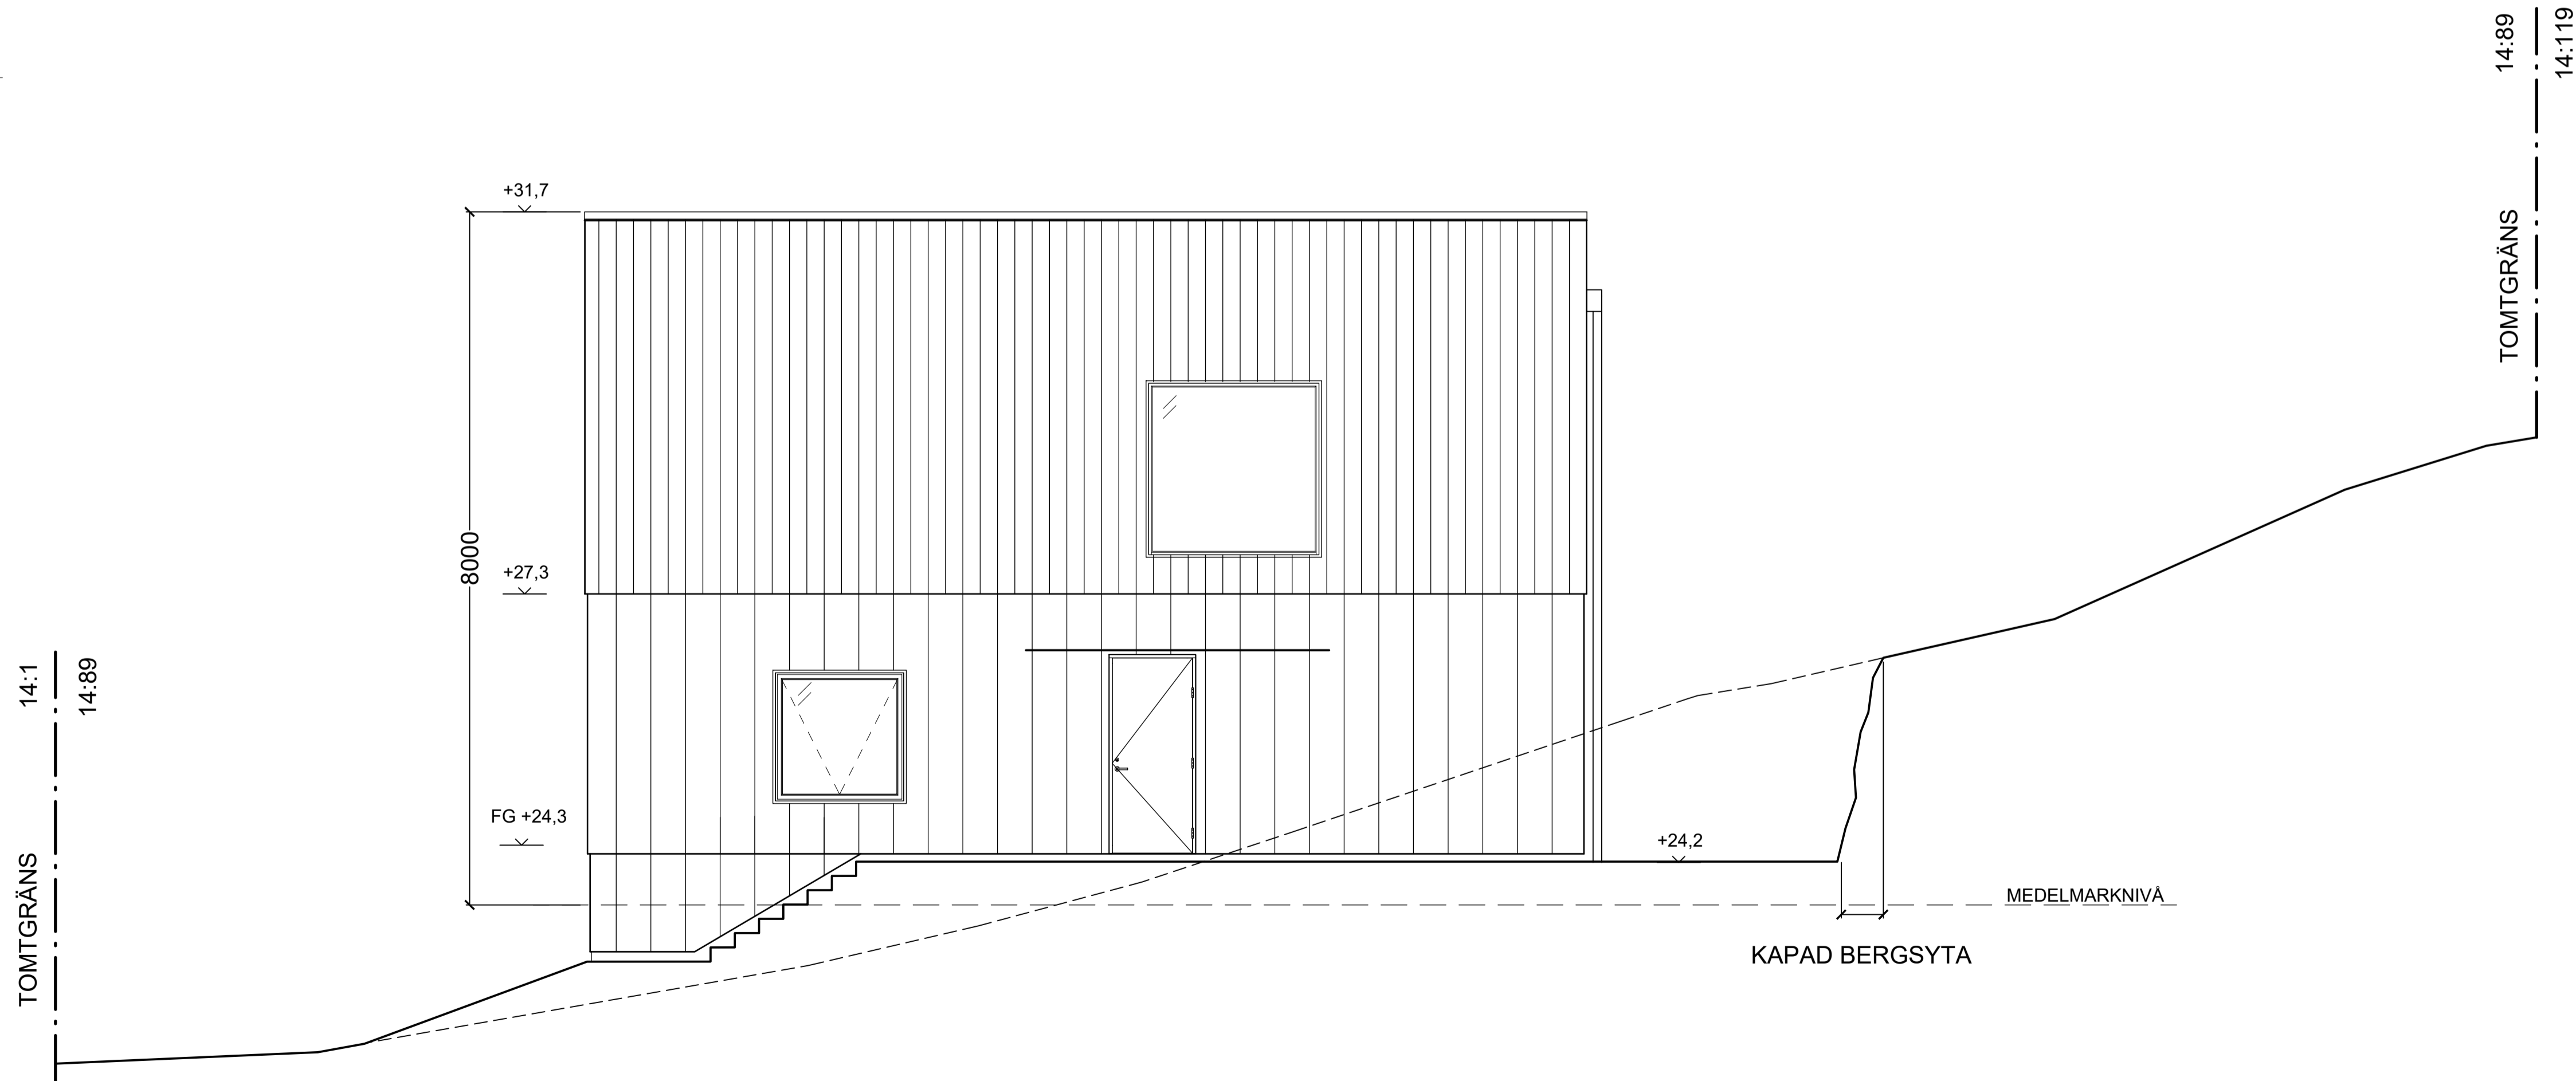 14:89
14:119
TOMTGRÄNS
+31,7
8000
+27,3
14:1
14:89
TOMTGRÄNS
FG +24,3
+24,2
MEDELMARKNIVÅ
KAPAD BERGSYTA